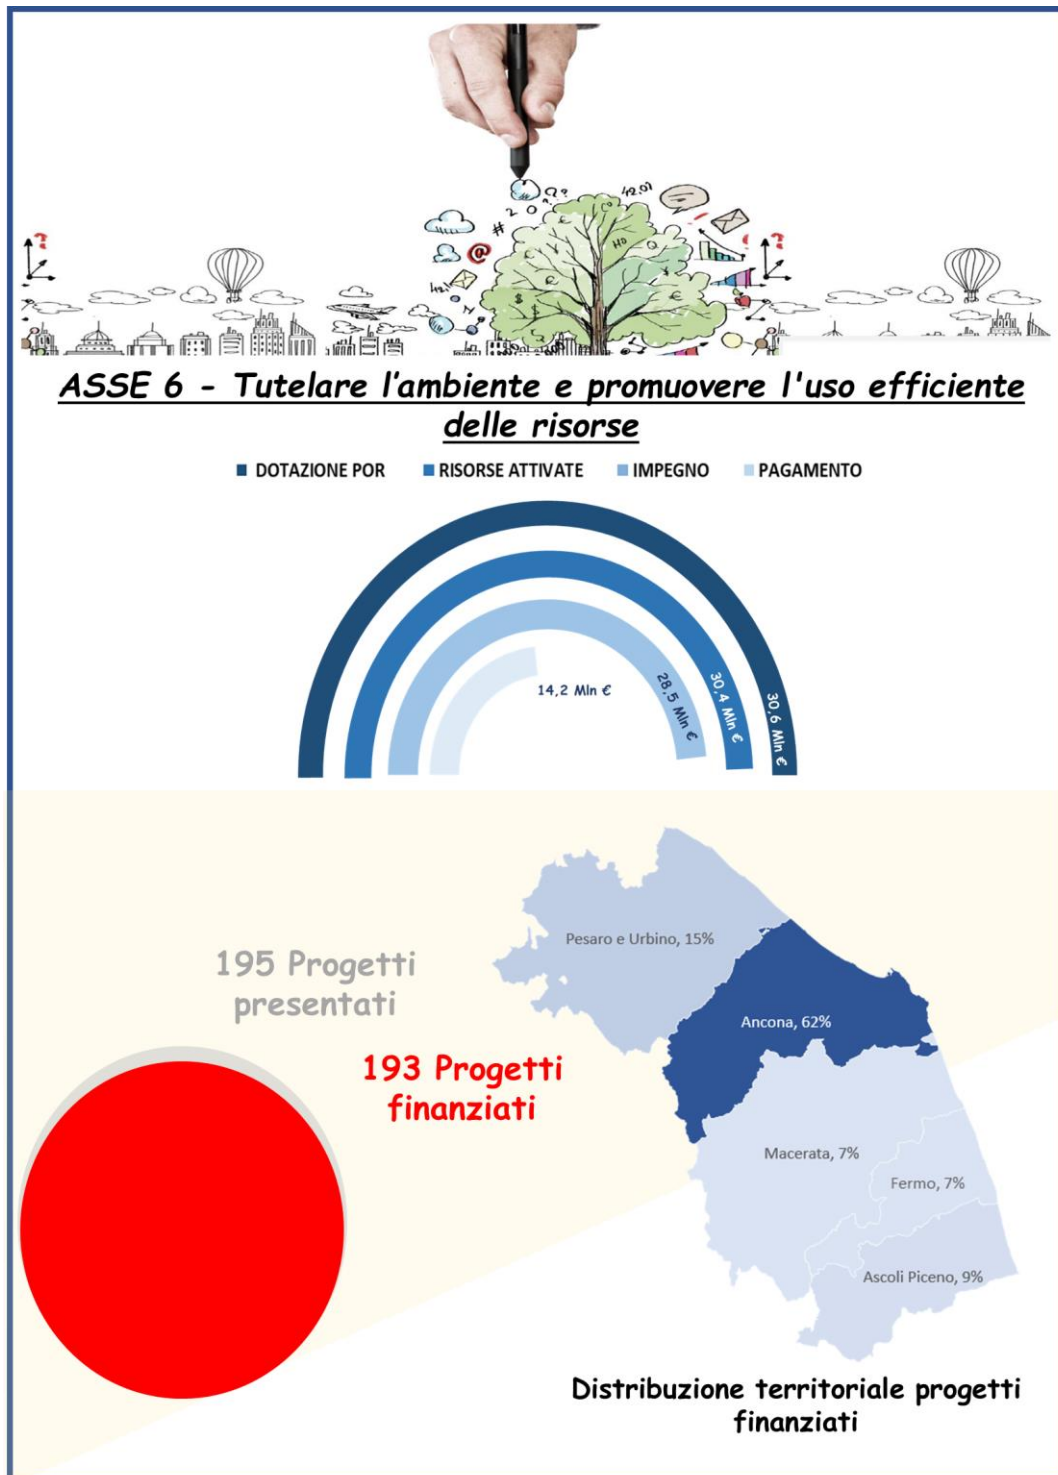 ASSE 6 - Tutelare l'ambiente e promuovere l'uso efficiente
delle risorse
DOTAZIONE POR
RISORSE ATTIVATE
IMPEGNO
PAGAMENTO
14,2 Mln €
28,5 Mln €
30,4 Mln €
30,6 Mln €
195 Progetti
presentati
193 Progetti
finanziati
Pesaro e Urbino, 15%
Ancona, 62%
Macerata, 7%
Fermo, 7%
Ascoli Piceno, 9%
Distribuzione territoriale progetti
finanziati